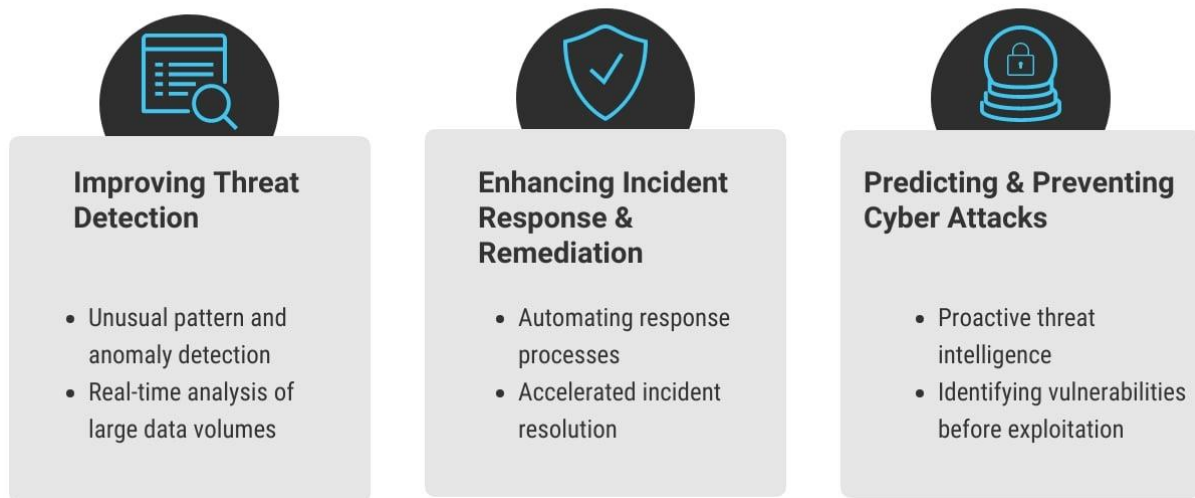 Improving Threat
Detection
• Unusual pattern and
anomaly detection
• Real-time analysis of
large data volumes
Enhancing Incident
Response &
Remediation
• Automating response
processes
• Accelerated incident
resolution
Predicting & Preventing
Cyber Attacks
• Proactive threat
intelligence
• Identifying vulnerabilities
before exploitation